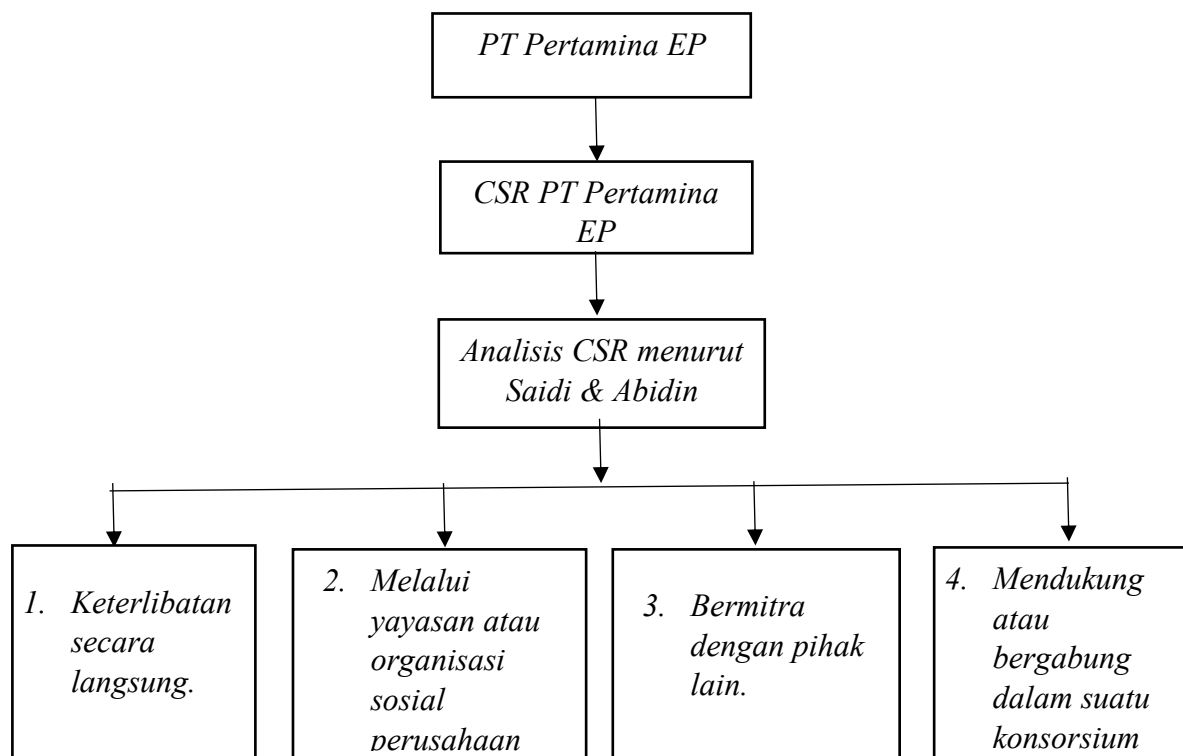 PT Pertamina EP
CSR PT Pertamina
EP
Analisis CSR menurut
Saidi & Abidin
1. Keterlibatan
secara
langsung.
2. Melalui
yayasan atau
organisasi
sosial
perusahaan
3. Bermitra
dengan pihak
lain.
4. Mendukung
atau
bergabung
dalam suatu
konsorsium